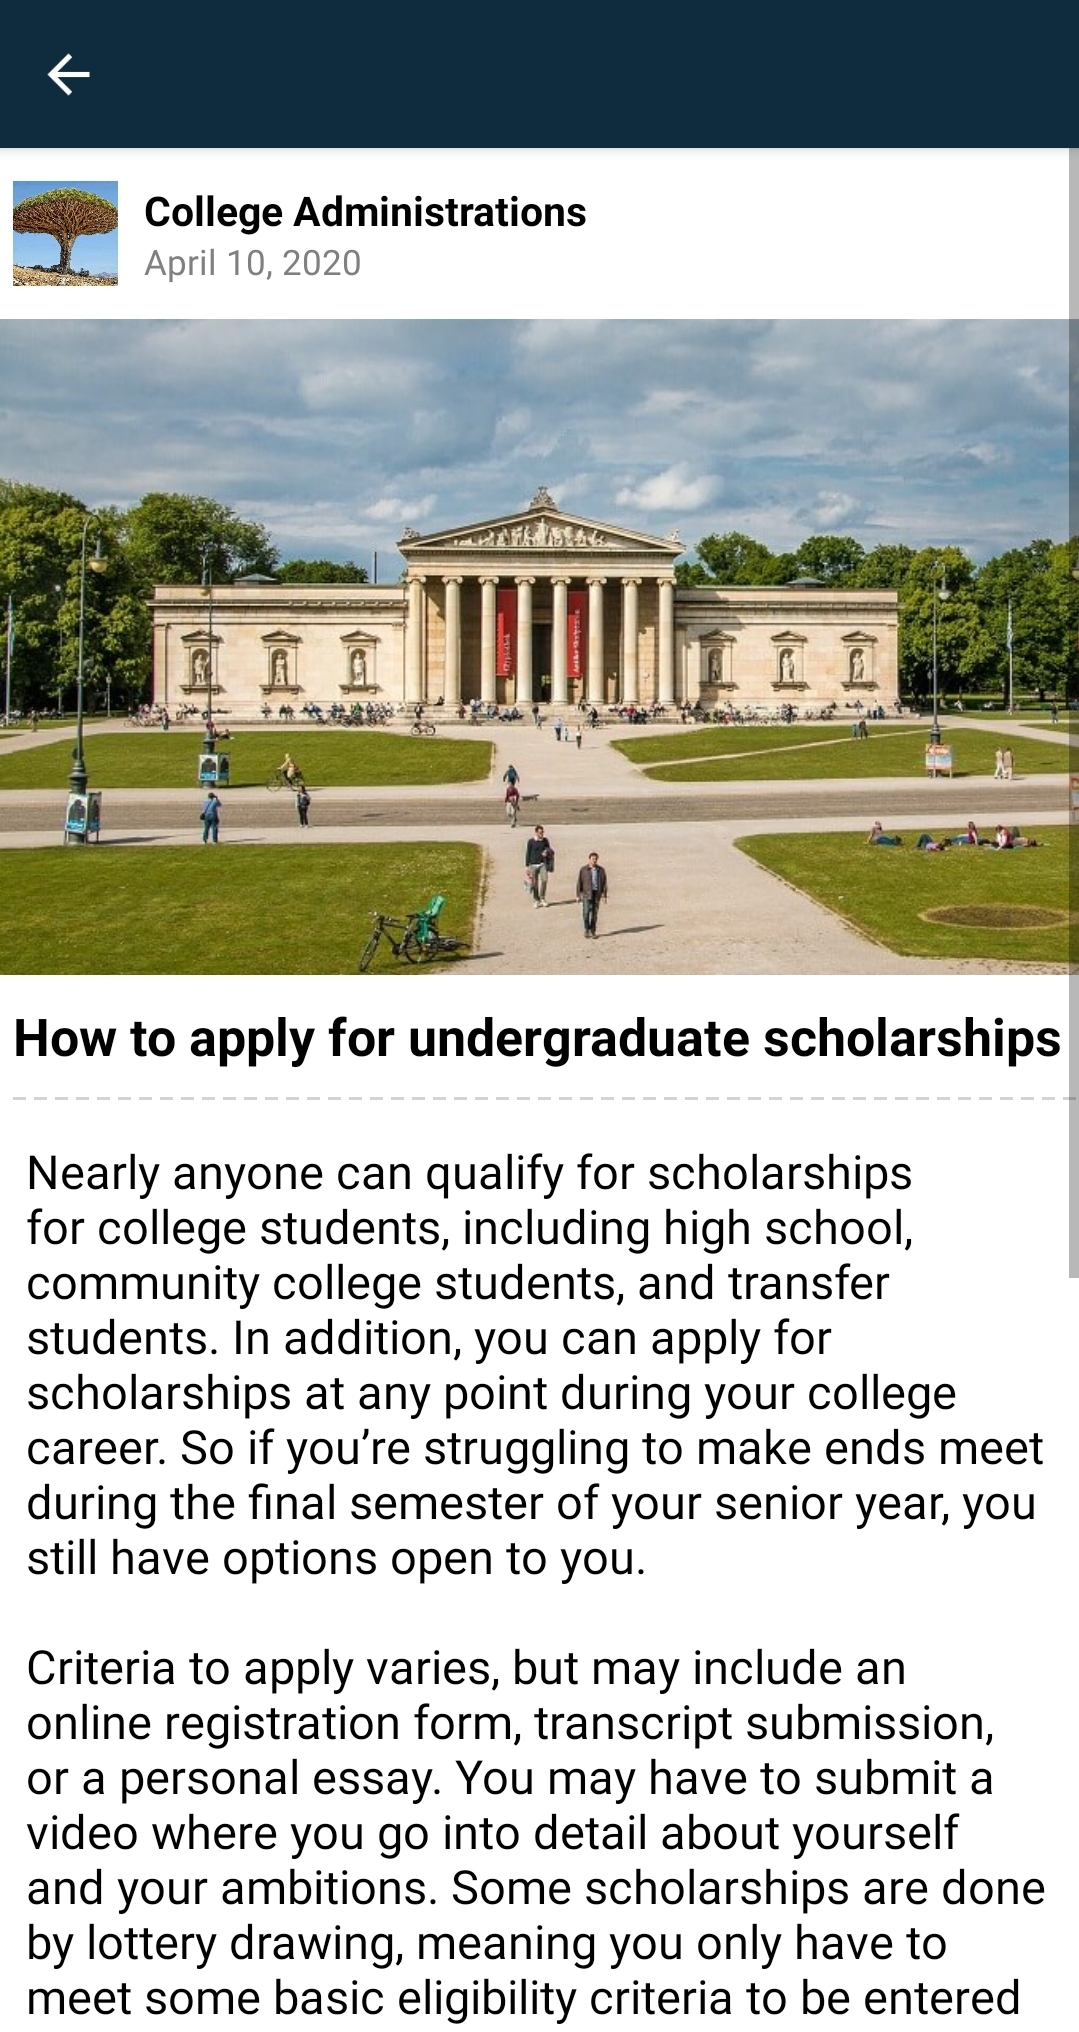 College Administrations
April 10, 2020
How to apply for undergraduate scholarships
Nearly anyone can qualify for scholarships
for college students, including high school,
community college students, and transfer
students. In addition, you can apply for
scholarships at any point during your college
career. So if you’re struggling to make ends meet
during the final semester of your senior year, you
still have options open to you.
Criteria to apply varies, but may include an
online registration form, transcript submission,
or a personal essay. You may have to submit a
video where you go into detail about yourself
and your ambitions. Some scholarships are done
by lottery drawing, meaning you only have to
meet some basic eligibility criteria to be entered